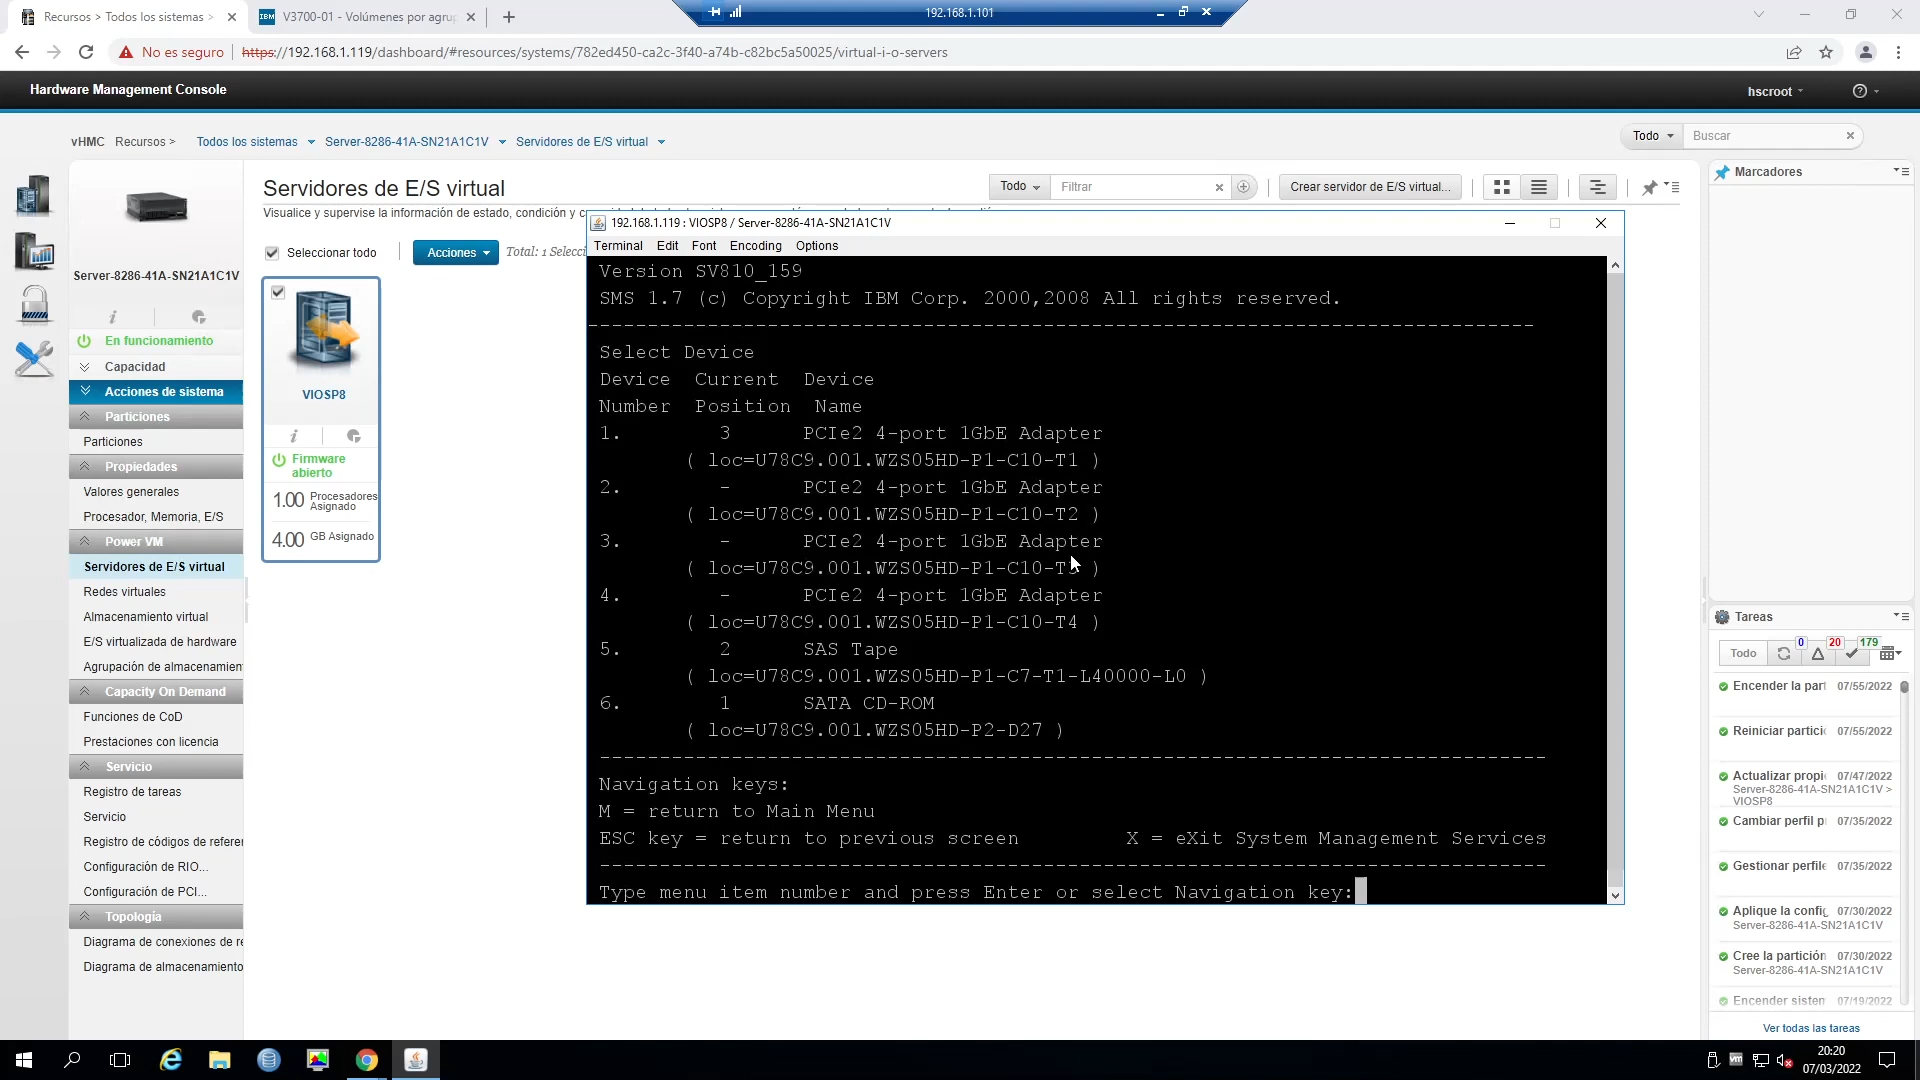 Recursos > Todos los sistemas >
V3700-01 - Volúmenes por agrup
192.168.1.101
No es seguro
https://192.168.1.119/dashboard/#resources/systems/782ed450-ca2c-3f40-a74b-c82bc5a50025/virtual-i-o-servers
Hardware Management Console
hscroot
vHMC Recursos > Todos los sistemas Server-8286-41A-SN21A1C1V Servidores de E/S virtual
Todo Buscar
Server-8286-41A-SN21A1C1V
En funcionamiento
Capacidad
Acciones de sistema
Particiones
Particiones
Propiedades
Valores generales
Procesador, Memoria, E/S
Power VM
Servidores de E/S virtual
Redes virtuales
Almacenamiento virtual
E/S virtualizada de hardware
Agrupación de almacenamien
Capacity On Demand
Funciones de CoD
Prestaciones con licencia
Servicio
Registro de tareas
Servicio
Registro de códigos de referen
Configuración de RIO...
Configuración de PCI...
Topología
Diagrama de conexiones de re
Diagrama de almacenamiento
Servidores de E/S virtual
Todo Filtrar
Crear servidor de E/S virtual...
Visualice y supervise la información de estado, condición y
Seleccionar todo
Acciones
Total: 1 Selecci
VIOSP8
Firmware
abierto
1.00 Procesadores
Asignado
4.00 GB Asignado
192.168.1.119 : VIOSP8 / Server-8286-41A-SN21A1C1V
Terminal Edit Font Encoding Options
Version SV810_159
SMS 1.7 (c) Copyright IBM Corp. 2000,2008 All rights reserved.
-------------------------------------------------------------------------------
Select Device
Device Current Device
Number Position Name
1. 3 PCIe2 4-port 1GbE Adapter
( loc=U78C9.001.WZS05HD-P1-C10-T1 )
2. - PCIe2 4-port 1GbE Adapter
( loc=U78C9.001.WZS05HD-P1-C10-T2 )
3. - PCIe2 4-port 1GbE Adapter
( loc=U78C9.001.WZS05HD-P1-C10-T3 )
4. - PCIe2 4-port 1GbE Adapter
( loc=U78C9.001.WZS05HD-P1-C10-T4 )
5. 2 SAS Tape
( loc=U78C9.001.WZS05HD-P1-C7-T1-L40000-L0 )
6. 1 SATA CD-ROM
( loc=U78C9.001.WZS05HD-P2-D27 )
-------------------------------------------------------------------------------
Navigation keys:
M = return to Main Menu
ESC key = return to previous screen X = eXit System Management Services
-------------------------------------------------------------------------------
Type menu item number and press Enter or select Navigation key:
Marcadores
Tareas
0 20 179
Todo
Encender la part 07/55/2022
Reiniciar partici 07/55/2022
Actualizar propi 07/47/2022
Server-8286-41A-SN21A1C1V >
VIOSP8
Cambiar perfil p 07/35/2022
Gestionar perfile 07/35/2022
Aplique la config 07/30/2022
Server-8286-41A-SN21A1C1V
Cree la partición 07/30/2022
Server-8286-41A-SN21A1C1V
Encender sistem 07/19/2022
Ver todas las tareas
20:20
07/03/2022